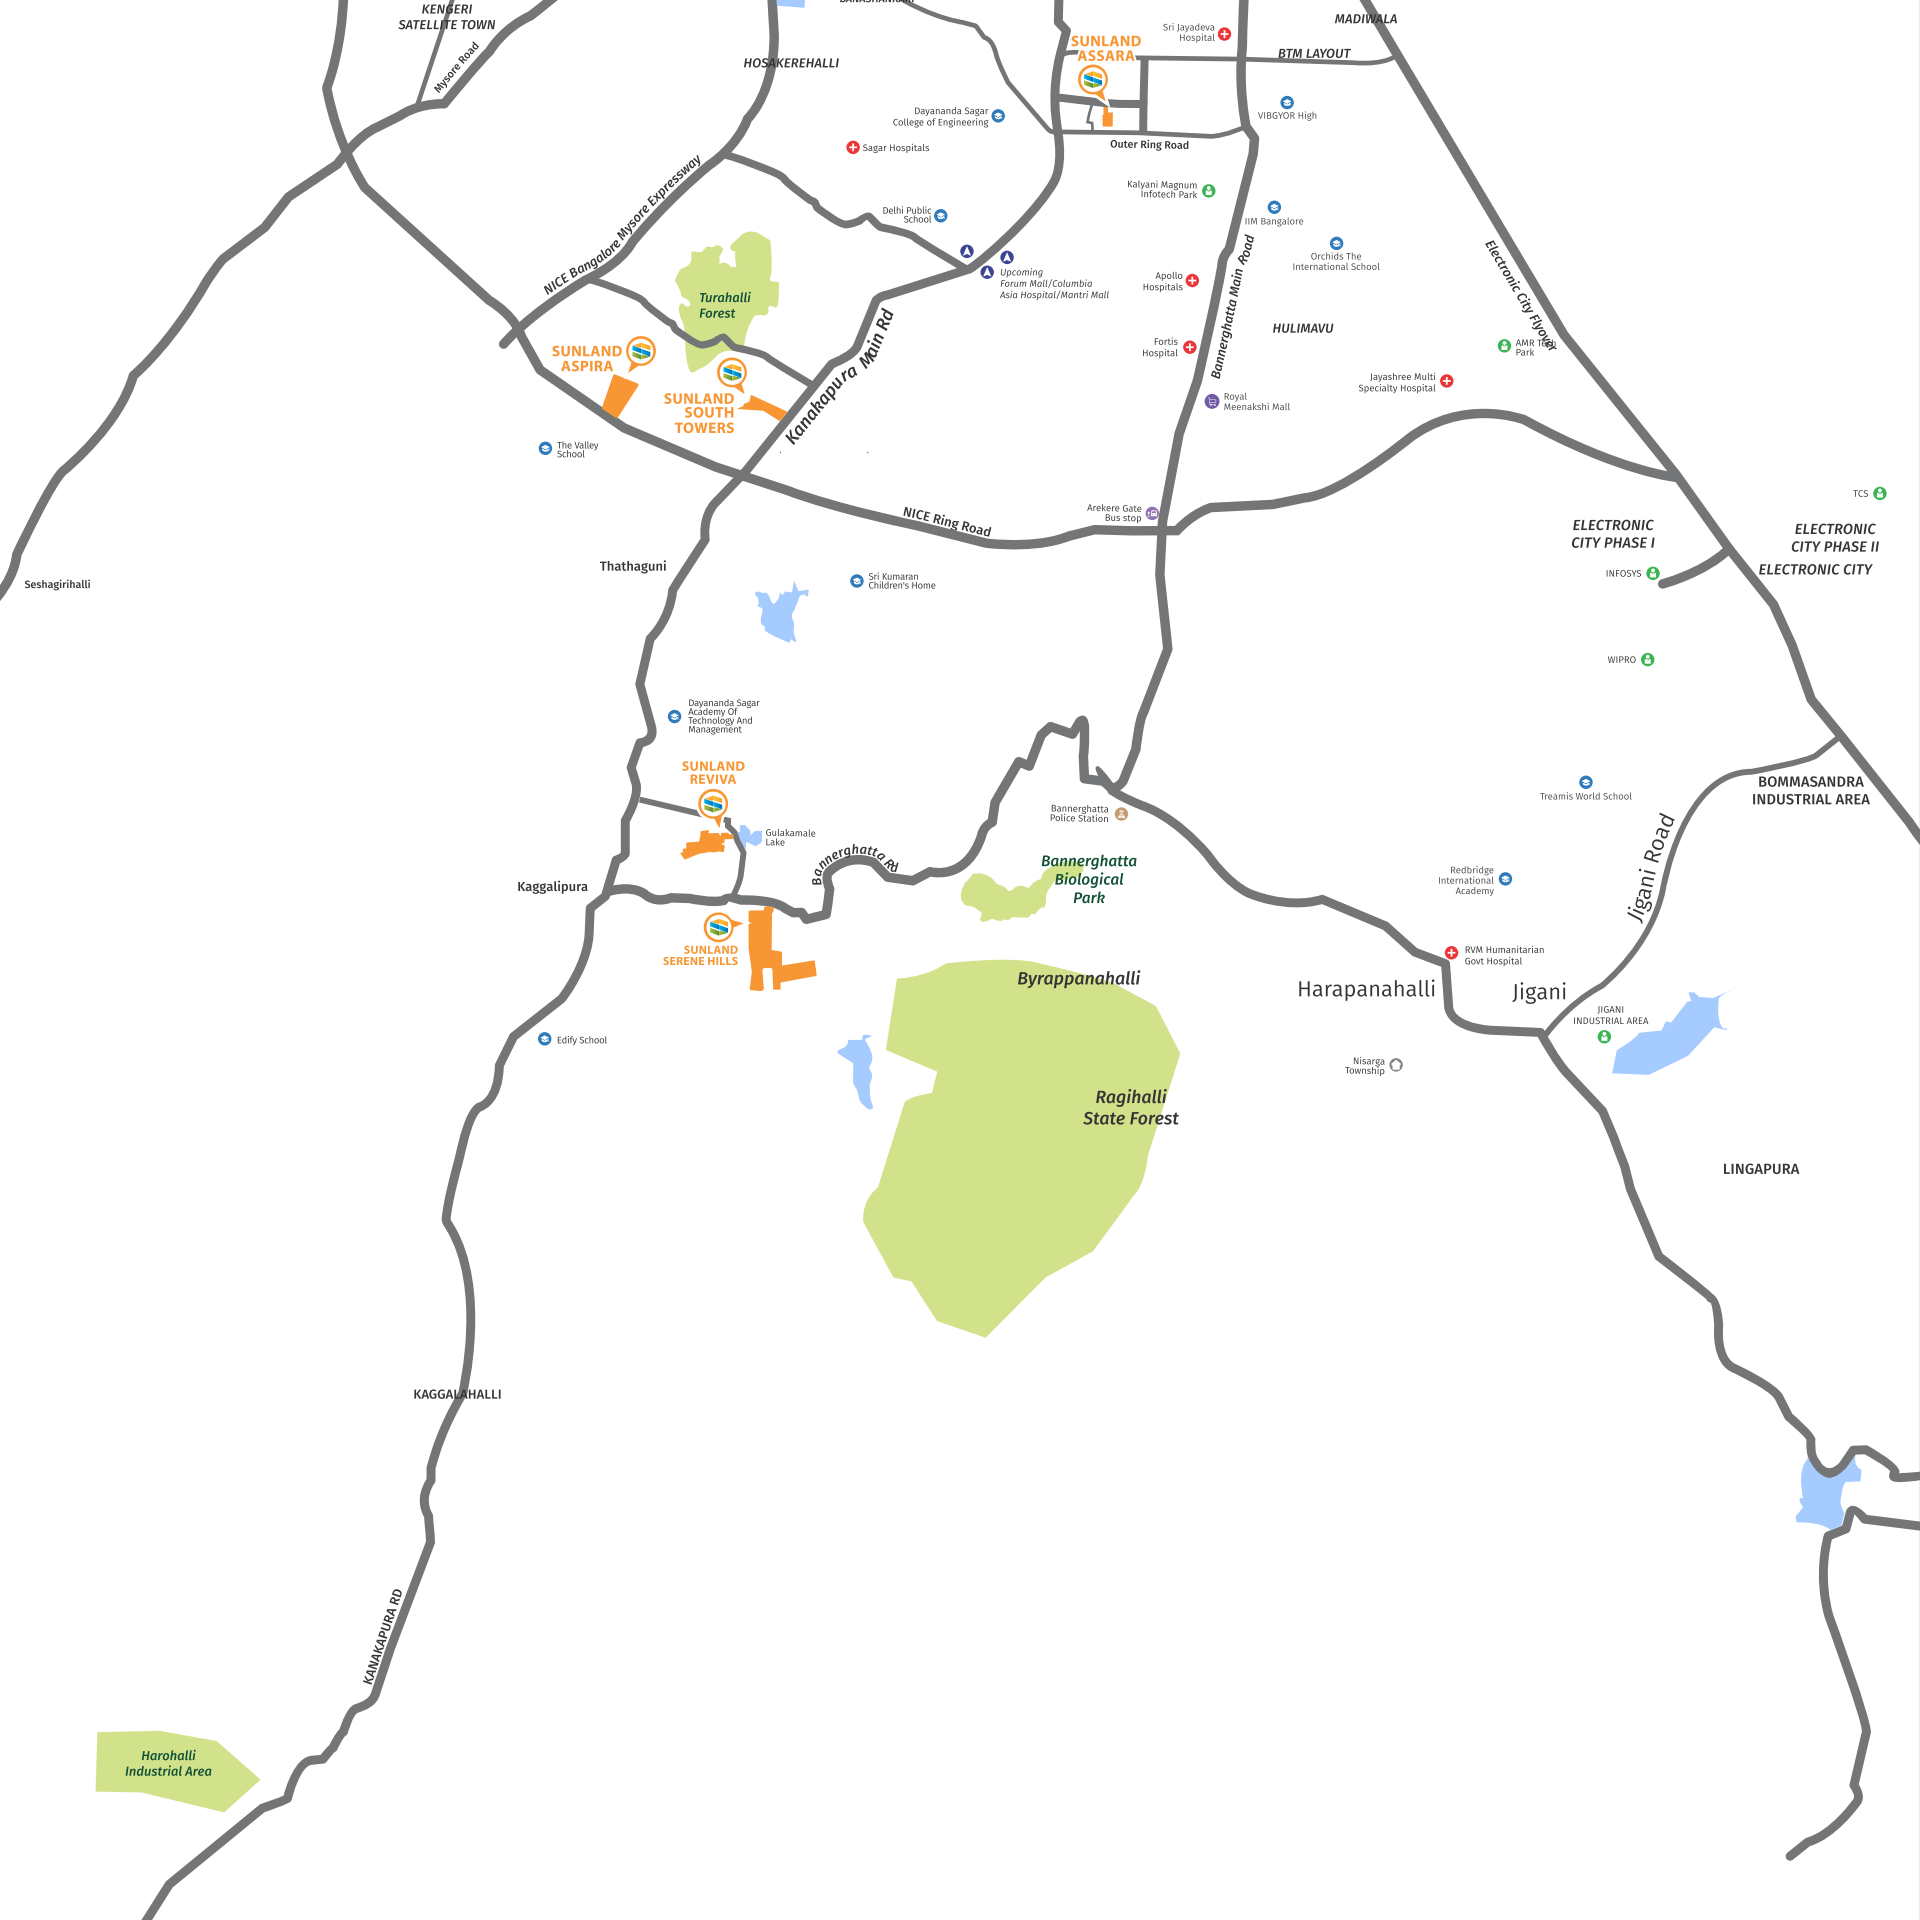 BANASHANKARI
KENGERI
SATELLITE TOWN
Mysore Road
HOSAKEREHALLI
MADIWALA
Sri Jayadeva
Hospital
SUNLAND
ASSARA
BTM LAYOUT
Dayananda Sagar
College of Engineering
VIBGYOR High
Sagar Hospitals
Outer Ring Road
NICE Bangalore Mysore Expressway
Kalyani Magnum
Infotech Park
Delhi Public
School
IIM Bangalore
Orchids The
International School
Electronic City Flyover
Upcoming
Forum Mall/Columbia
Asia Hospital/Mantri Mall
Apollo
Hospitals
Bannerghatta Main Road
Turahalli
Forest
HULIMAVU
Kanakapura Main Rd
Fortis
Hospital
AMR Tech
Park
SUNLAND
ASPIRA
Jayashree Multi
Specialty Hospital
SUNLAND
SOUTH
TOWERS
Royal
Meenakshi Mall
The Valley
School
TCS
Arekere Gate
Bus stop
NICE Ring Road
ELECTRONIC
CITY PHASE I
ELECTRONIC
CITY PHASE II
ELECTRONIC CITY
Thathaguni
Seshagirihalli
Sri Kumaran
Children's Home
INFOSYS
WIPRO
Dayananda Sagar
Academy Of
Technology And
Management
SUNLAND
REVIVA
BOMMASANDRA
INDUSTRIAL AREA
Treamis World School
Bannerghatta
Police Station
Gulakamale
Lake
Bannerghatta Rd
Jigani Road
Bannerghatta
Biological
Park
Redbridge
International
Academy
Kaggalipura
SUNLAND
SERENE HILLS
RVM Humanitarian
Govt Hospital
Byrappanahalli
Harapanahalli
Jigani
JIGANI
INDUSTRIAL AREA
Edify School
Nisarga
Township
Ragihalli
State Forest
LINGAPURA
KAGGALAHALLI
KANAKAPURA RD
Harohalli
Industrial Area